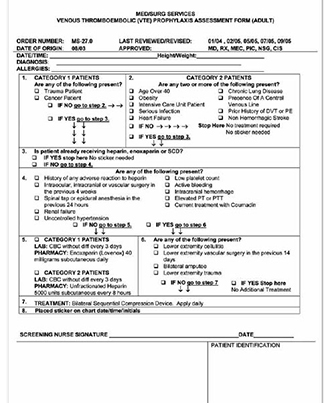 MED/SURG SERVICES
VENOUS THROMBOEMBOLIC (VTE) PROPHYLAXIS ASSESSMENT FORM (ADULT)
ORDER NUMBER: MS-27.0 LAST REVIEWED/REVISED: 01/04, 02/05, 05/05, 07/05, 09/05
DATE OF ORIGIN 08/03 APPROVED: MD, RX, MEC, PIC, NSG, CIS
DATE/TIME: Height/Weight:
DIAGNOSIS
ALLERGIES:
1. CATEGORY 1 PATIENTS
Are any of the following present?
Trauma Patient
Cancer Patient
IF NO go to step 2. → → →
IF YES go to step 3.
↓ ↓
2. CATEGORY 2 PATIENTS
Are any two or more of the following present?
Age Over 40
Obesity
Intensive Care Unit Patient
Serious Infection
Heart Failure
Chronic Lung Disease
Presence Of A Central
Venous Line
Prior History of DVT or PE
Non Hemorrhagic Stroke
IF NO → → Stop Here No treatment required
No sticker needed
IF YES go to step 3.
↓ ↓
3. Is patient already receiving heparin, enoxaparin or SCD?
IF YES stop here No sticker needed
IF NO go to step 4.
4. Are any of the following present?
History of any adverse reaction to heparin
Intraocular, intracranial or vascular surgery in
the previous 4 weeks
Spinal tap or epidural anesthesia in the
previous 24 hours
Renal failure
Uncontrolled hypertension
Low platelet count
Active bleeding
Intracranial hemorrhage
Elevated PT or PTT
Current treatment with Coumadin
IF NO go to step 5. IF YES go to step 6
↓ ↓ ↓ ↓
5. CATEGORY 1 PATIENTS
LAB: CBC without diff every 3 days
PHARMACY: Enoxaparin (Lovenox) 40
milligrams subcutaneous daily
CATEGORY 2 PATIENTS
LAB: CBC without diff every 3 days
PHARMACY: Unfractionated Heparin
5000 units subcutaneous every 8 hours
6. Are any of the following present?
Lower extremity cellulitis
Lower extremity vascular surgery in the previous 14
days
Bilateral amputee
Lower extremity trauma
IF NO go to step 7 IF YES Stop here
↓ ↓ No Additional Treatment
7. TREATMENT: Bilateral Sequential Compression Device. Apply daily
8. Placed sticker on chart date/time/initials
SCREENING NURSE SIGNATURE DATE
PATIENT IDENTIFICATION